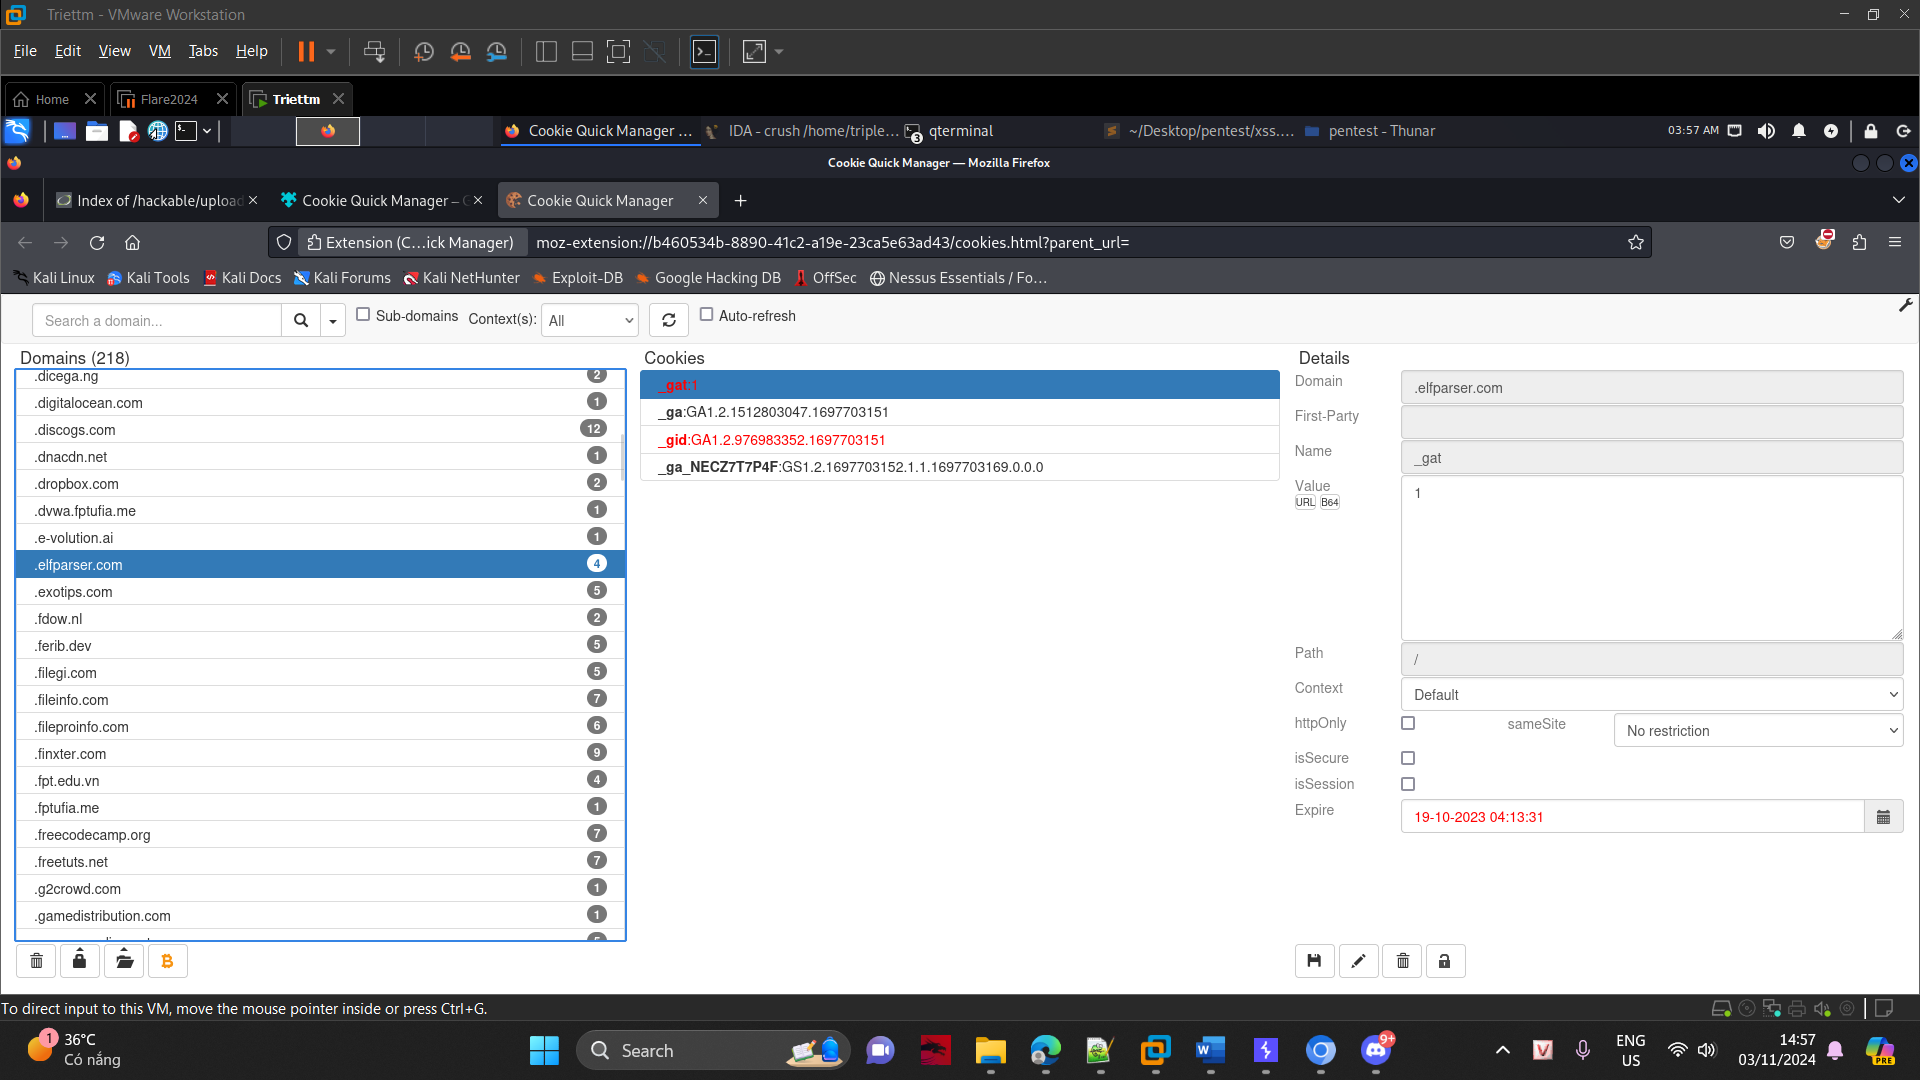 Triettm - VMware Workstation
File Edit View VM Tabs Help
Home Flare2024 Triettm
Cookie Quick Manager ... IDA - crush /home/triple... 3 qterminal ~/Desktop/pentest/xss.... pentest - Thunar 03:57 AM
Cookie Quick Manager — Mozilla Firefox
Index of /hackable/upload Cookie Quick Manager – Cookie Quick Manager
Extension (C...ick Manager) moz-extension://b460534b-8890-41c2-a19e-23ca5e63ad43/cookies.html?parent_url=
Kali Linux Kali Tools Kali Docs Kali Forums Kali NetHunter Exploit-DB Google Hacking DB OffSec Nessus Essentials / Fo...
Search a domain... Sub-domains Context(s): All Auto-refresh
Domains (218) Cookies Details
.dicega.ng 2
.digitalocean.com 1
.discogs.com 12
.dnacdn.net 1
.dropbox.com 2
.dvwa.fptufia.me 1
.e-volution.ai 1
.elfparser.com 4
.exotips.com 5
.fdow.nl 2
.ferib.dev 5
.filegi.com 5
.fileinfo.com 7
.fileproinfo.com 6
.finxter.com 9
.fpt.edu.vn 4
.fptufia.me 1
.freecodecamp.org 7
.freetuts.net 7
.g2crowd.com 1
.gamedistribution.com 1
_gat:1
_ga:GA1.2.1512803047.1697703151
_gid:GA1.2.976983352.1697703151
_ga_NECZ7T7P4F:GS1.2.1697703152.1.1.1697703169.0.0.0
Domain .elfparser.com
First-Party
Name _gat
Value 1
URL B64
Path /
Context Default
httpOnly sameSite No restriction
isSecure
isSession
Expire 19-10-2023 04:13:31
To direct input to this VM, move the mouse pointer inside or press Ctrl+G.
1 36°C
Có nắng
Search
9+
ENG
US
14:57
03/11/2024
PRE